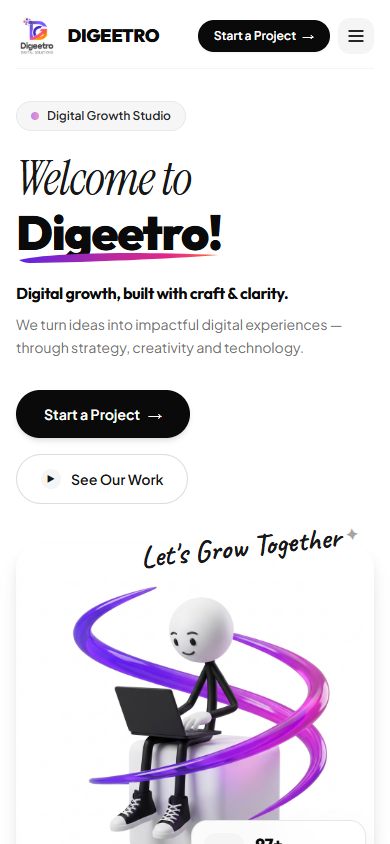 Digeetro
DIGEETRO
Start a Project →
Digital Growth Studio
Welcome to
Digeetro!
Digital growth, built with craft & clarity.
We turn ideas into impactful digital experiences —
through strategy, creativity and technology.
Start a Project →
See Our Work
Let's Grow Together